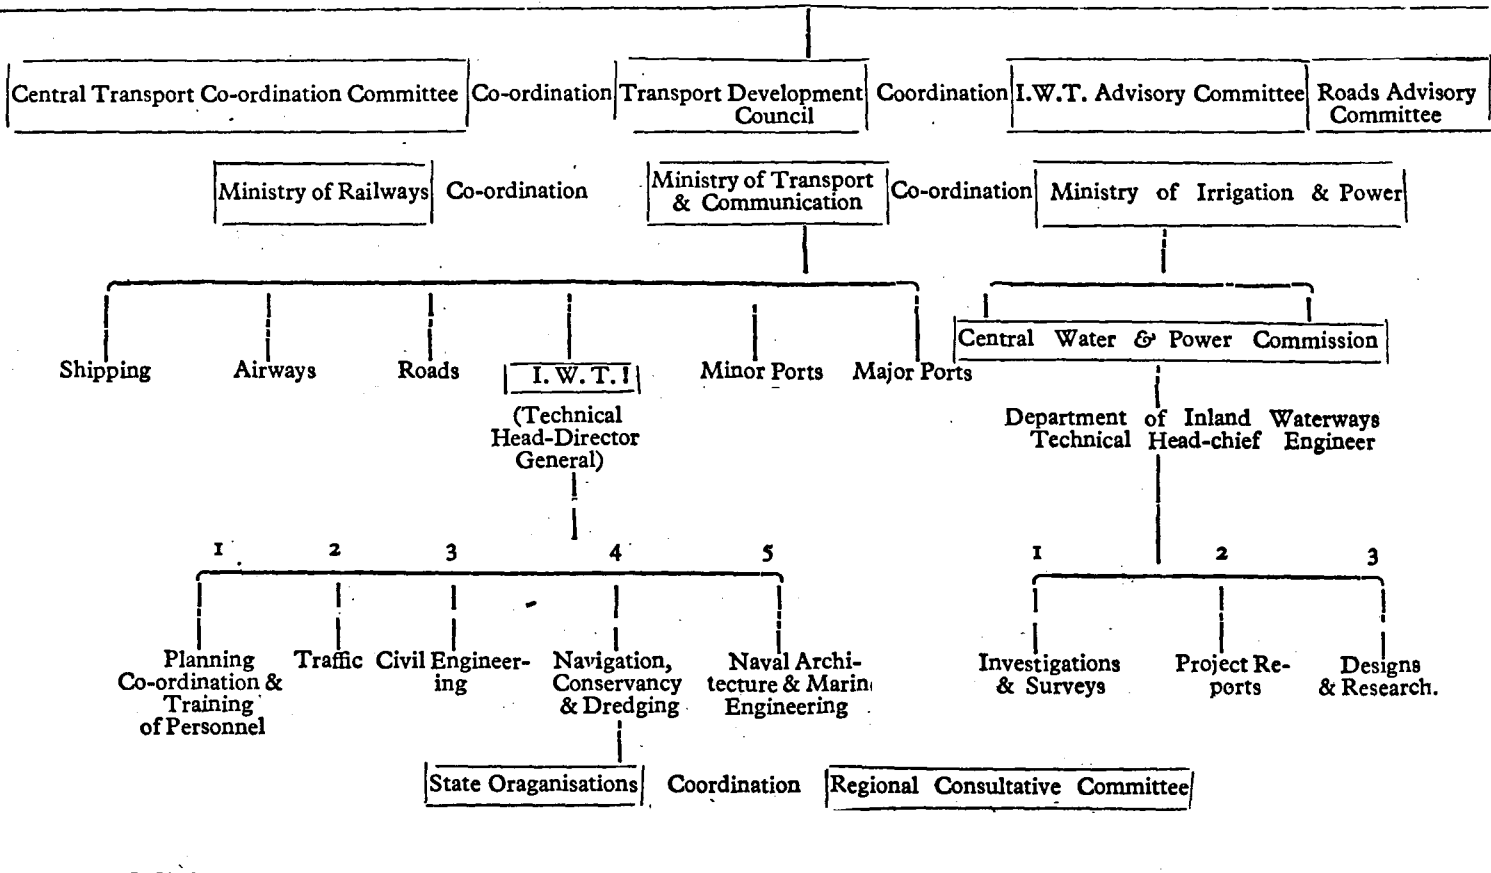 Central Transport Co-ordination Committee Co-ordination Transport Development Coordination I.W.T. Advisory Committee Roads Advisory
Council Committee
Ministry of Railways Co-ordination Ministry of Transport Co-ordination Ministry of Irrigation & Power
& Communication
Central Water & Power Commission
Shipping Airways Roads I. W. T. ! Minor Ports Major Ports
(Technical
Head-Director
General)
Department of Inland Waterways
Technical Head-chief Engineer
1 2 3 4 5
1 2 3
Planning
Co-ordination &
Training
of Personnel
Traffic
Civil Engineer-
ing
Navigation,
Conservancy
& Dredging
Naval Archi-
tecture & Marin
Engineering
Investigations
& Surveys
Project Re-
ports
Designs
& Research.
State Oraganisations Coordination Regional Consultative Committee